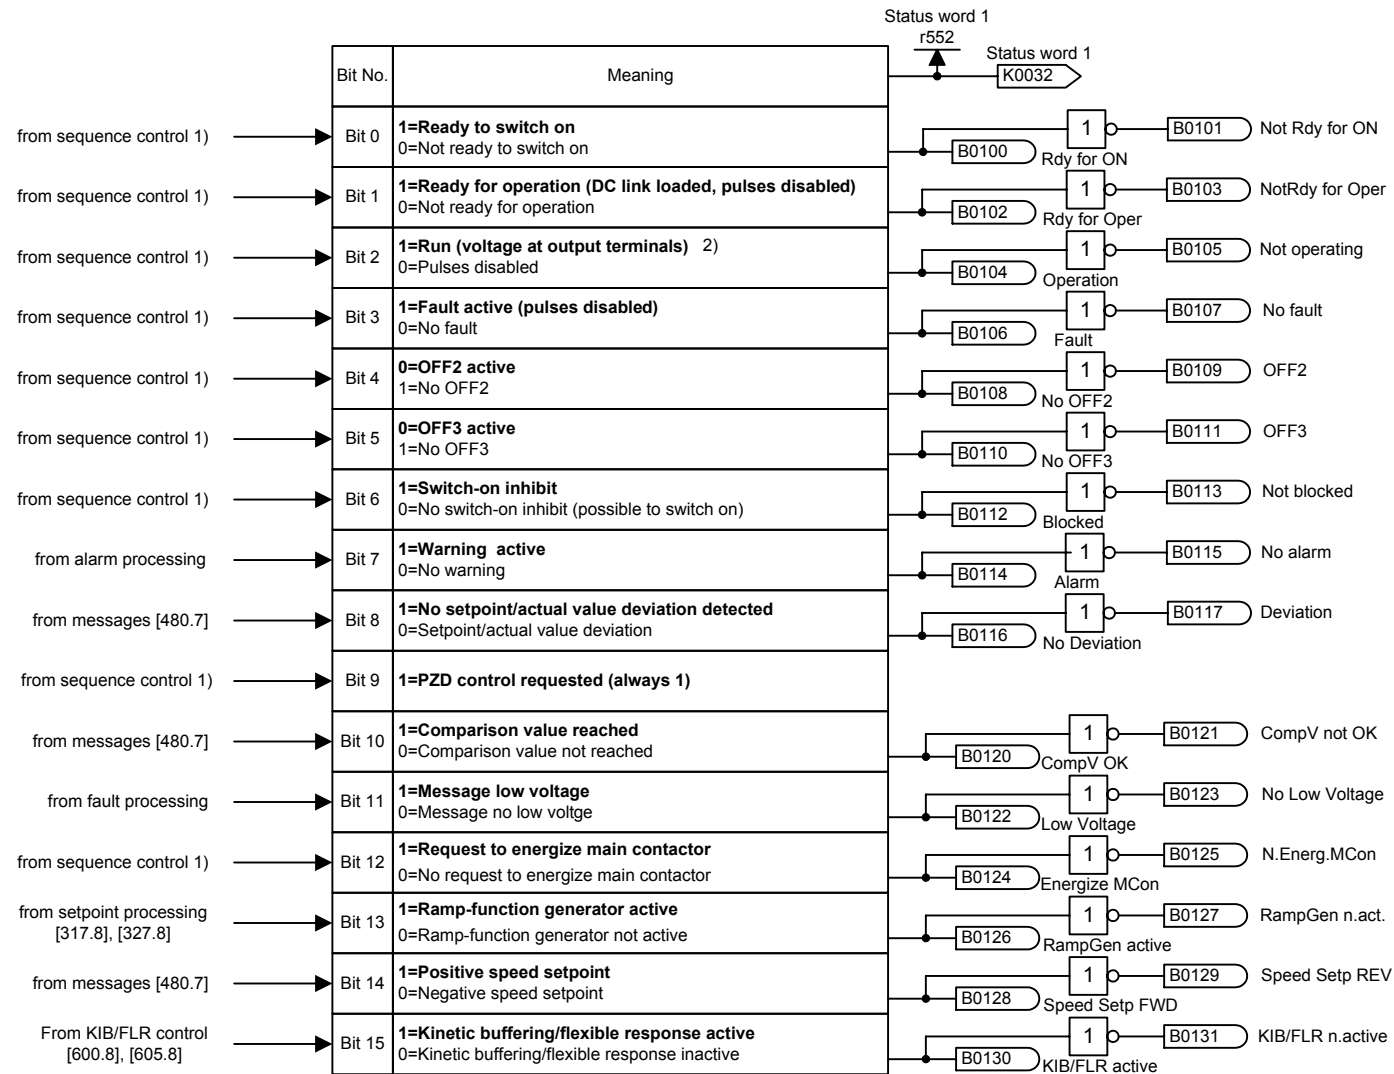 Status word 1
r552
Status word 1
K0032
Bit No. Meaning
from sequence control 1) Bit 0 1=Ready to switch on
0=Not ready to switch on
B0100 Rdy for ON 1 B0101 Not Rdy for ON
from sequence control 1) Bit 1 1=Ready for operation (DC link loaded, pulses disabled)
0=Not ready for operation
B0102 Rdy for Oper 1 B0103 NotRdy for Oper
from sequence control 1) Bit 2 1=Run (voltage at output terminals) 2)
0=Pulses disabled
B0104 Operation 1 B0105 Not operating
from sequence control 1) Bit 3 1=Fault active (pulses disabled)
0=No fault
B0106 Fault 1 B0107 No fault
from sequence control 1) Bit 4 0=OFF2 active
1=No OFF2
B0108 No OFF2 1 B0109 OFF2
from sequence control 1) Bit 5 0=OFF3 active
1=No OFF3
B0110 No OFF3 1 B0111 OFF3
from sequence control 1) Bit 6 1=Switch-on inhibit
0=No switch-on inhibit (possible to switch on)
B0112 Blocked 1 B0113 Not blocked
from alarm processing Bit 7 1=Warning active
0=No warning
B0114 Alarm 1 B0115 No alarm
from messages [480.7] Bit 8 1=No setpoint/actual value deviation detected
0=Setpoint/actual value deviation
B0116 No Deviation 1 B0117 Deviation
from sequence control 1) Bit 9 1=PZD control requested (always 1)
from messages [480.7] Bit 10 1=Comparison value reached
0=Comparison value not reached
B0120 CompV OK 1 B0121 CompV not OK
from fault processing Bit 11 1=Message low voltage
0=Message no low voltge
B0122 Low Voltage 1 B0123 No Low Voltage
from sequence control 1) Bit 12 1=Request to energize main contactor
0=No request to energize main contactor
B0124 Energize MCon 1 B0125 N.Energ.MCon
from setpoint processing
[317.8], [327.8] Bit 13 1=Ramp-function generator active
0=Ramp-function generator not active
B0126 RampGen active 1 B0127 RampGen n.act.
from messages [480.7] Bit 14 1=Positive speed setpoint
0=Negative speed setpoint
B0128 Speed Setp FWD 1 B0129 Speed Setp REV
From KIB/FLR control
[600.8], [605.8] Bit 15 1=Kinetic buffering/flexible response active
0=Kinetic buffering/flexible response inactive
B0130 KIB/FLR active 1 B0131 KIB/FLR n.active